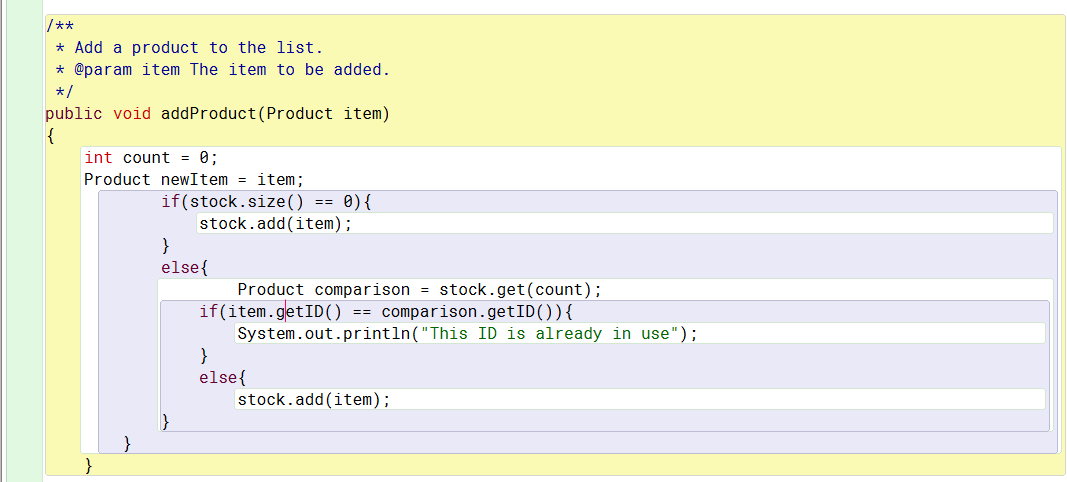 /**
 * Add a product to the list.
 * @param item The item to be added.
 */
public void addProduct(Product item)
{
    int count = 0;
    Product newItem = item;
            if(stock.size() == 0){
                stock.add(item);
            }
            else{
                    Product comparison = stock.get(count);
                if(item.getID() == comparison.getID()){
                    System.out.println("This ID is already in use");
                }
                else{
                    stock.add(item);
            }
        }
    }